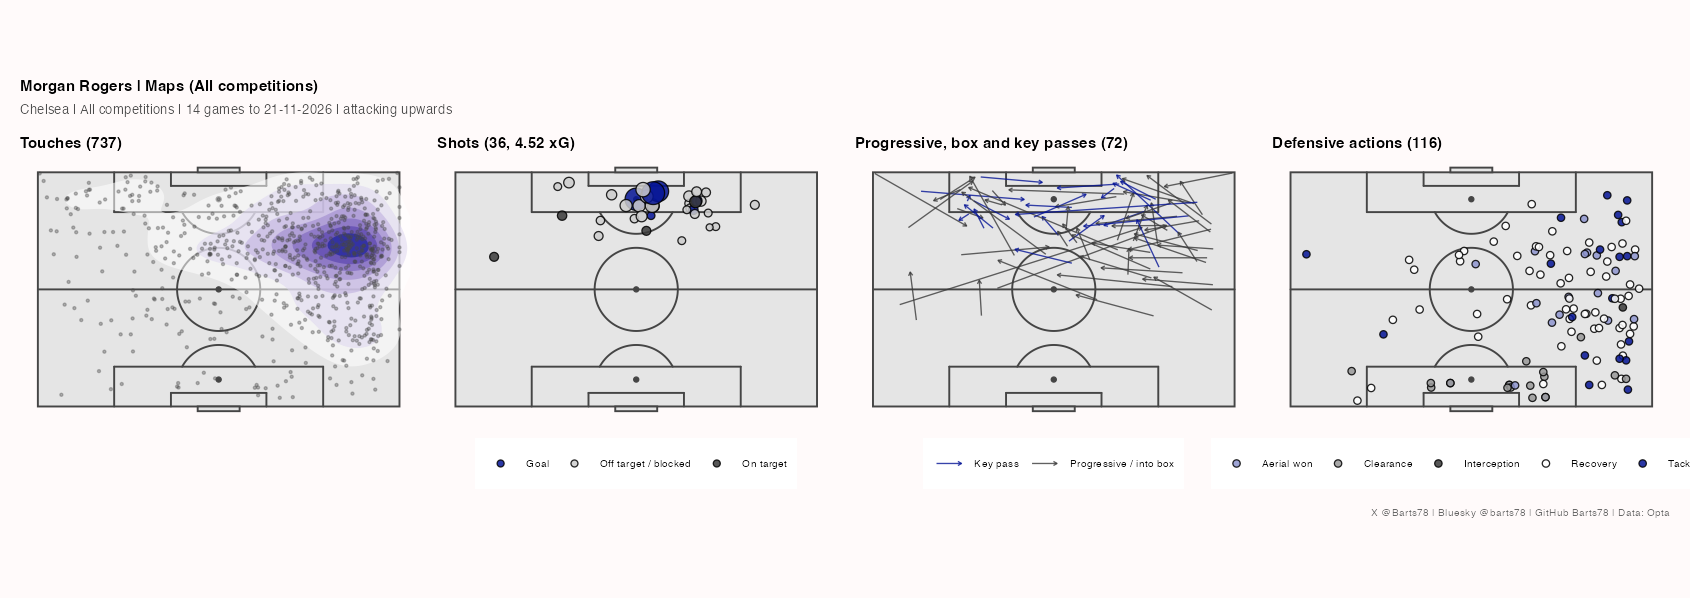 Morgan Rogers | Maps (All competitions)
Chelsea | All competitions | 14 games to 21-11-2026 | attacking upwards
Touches (737)
Shots (36, 4.52 xG)
Progressive, box and key passes (72)
Defensive actions (116)
Goal
Off target / blocked
On target
Key pass
Progressive / into box
Aerial won
Clearance
Interception
Recovery
Tack
X @Barts78 | Bluesky @barts78 | GitHub Barts78 | Data: Opta